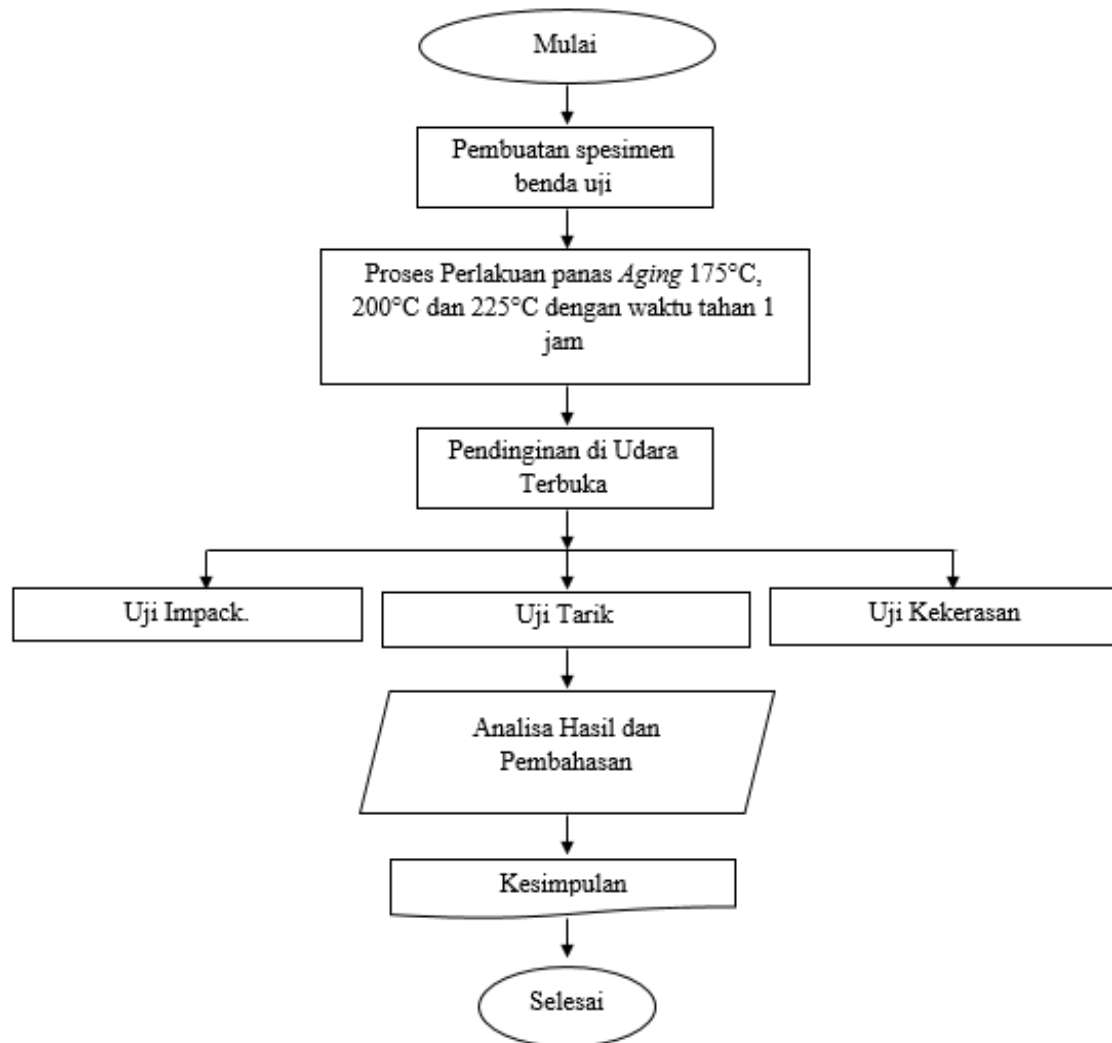 Mulai
Pembuatan spesimen
benda uji
Proses Perlakuan panas Aging 175°C,
200°C dan 225°C dengan waktu tahan 1
jam
Pendinginan di Udara
Terbuka
Uji Impack.
Uji Tarik
Uji Kekerasan
Analisa Hasil dan
Pembahasan
Kesimpulan
Selesai